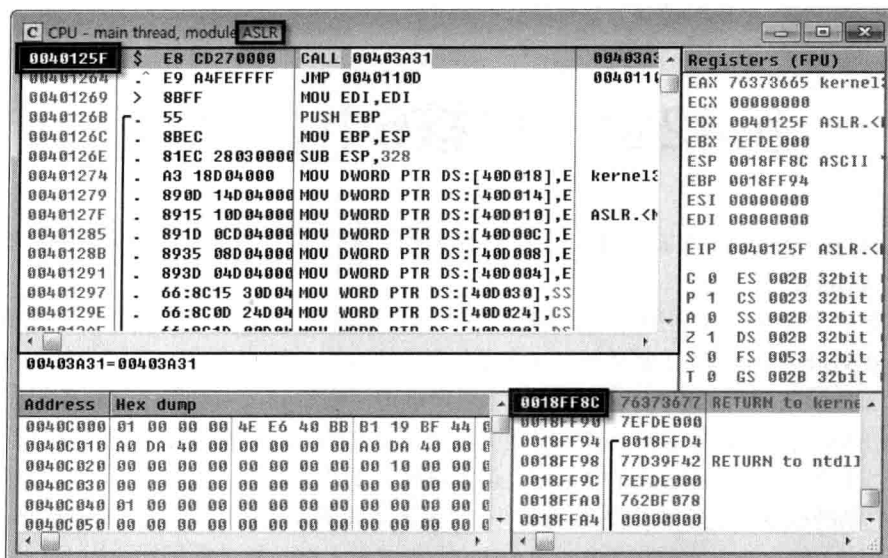 C CPU - main thread, module ASLR
0040125F $ E8 CD270000 CALL 00403A31 00403A3
00401264 .^ E9 A4FEFFFF JMP 0040110D 004011
00401269 > 8BFF MOV EDI,EDI
0040126B . 55 PUSH EBP
0040126C . 8BEC MOV EBP,ESP
0040126E . 81EC 28030000 SUB ESP,328
00401274 . A3 18D04000 MOV DWORD PTR DS:[40D018],E kernel3
00401279 . 890D 14D04000 MOV DWORD PTR DS:[40D014],E
0040127F . 8915 10D04000 MOV DWORD PTR DS:[40D010],E ASLR.<M
00401285 . 891D 0CD04000 MOV DWORD PTR DS:[40D00C],E
0040128B . 8935 08D04000 MOV DWORD PTR DS:[40D008],E
00401291 . 893D 04D04000 MOV DWORD PTR DS:[40D004],E
00401297 . 66:8C15 30D04 MOV WORD PTR DS:[40D030],SS
0040129E . 66:8C0D 24D04 MOV WORD PTR DS:[40D024],CS
00403A31=00403A31
Registers (FPU)
EAX 76373665 kernel3
ECX 00000000
EDX 0040125F ASLR.<
EBX 7EFDE000
ESP 0018FF8C ASCII "
EBP 0018FF94
ESI 00000000
EDI 00000000
EIP 0040125F ASLR.<
C 0 ES 002B 32bit
P 1 CS 0023 32bit
A 0 SS 002B 32bit
Z 1 DS 002B 32bit
S 0 FS 0053 32bit
T 0 GS 002B 32bit
Address Hex dump
0040C000 01 00 00 00 4E E6 40 BB B1 19 BF 44
0040C010 A0 DA 40 00 00 00 00 00 A0 DA 40 00
0040C020 00 00 00 00 00 00 00 00 00 10 00 00
0040C030 00 00 00 00 00 00 00 00 00 00 00 00
0040C040 01 00 00 00 00 00 00 00 00 00 00 00
0040C050 00 00 00 00 00 00 00 00 00 00 00 00
0018FF8C 76373677 RETURN to kerne
0018FF90 7EFDE000
0018FF94 0018FFD4
0018FF98 77D39F42 RETURN to ntdll
0018FF9C 7EFDE000
0018FFA0 762BF078
0018FFA4 00000000